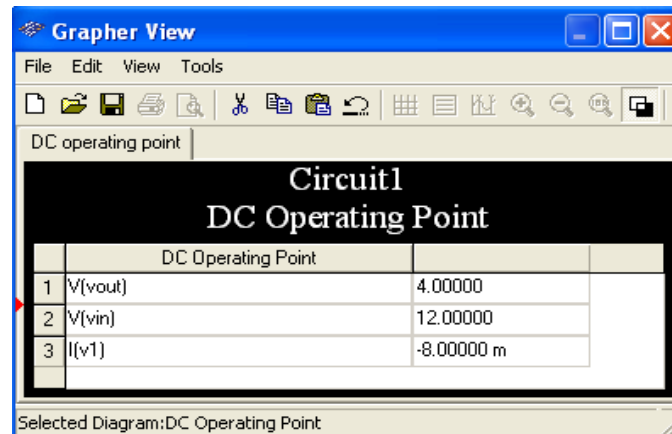 Grapher View
File Edit View Tools
DC operating point
Circuit1
DC Operating Point
DC Operating Point
1 V(vout) 4.00000
2 V(vin) 12.00000
3 I(v1) -8.00000 m
Selected Diagram:DC Operating Point